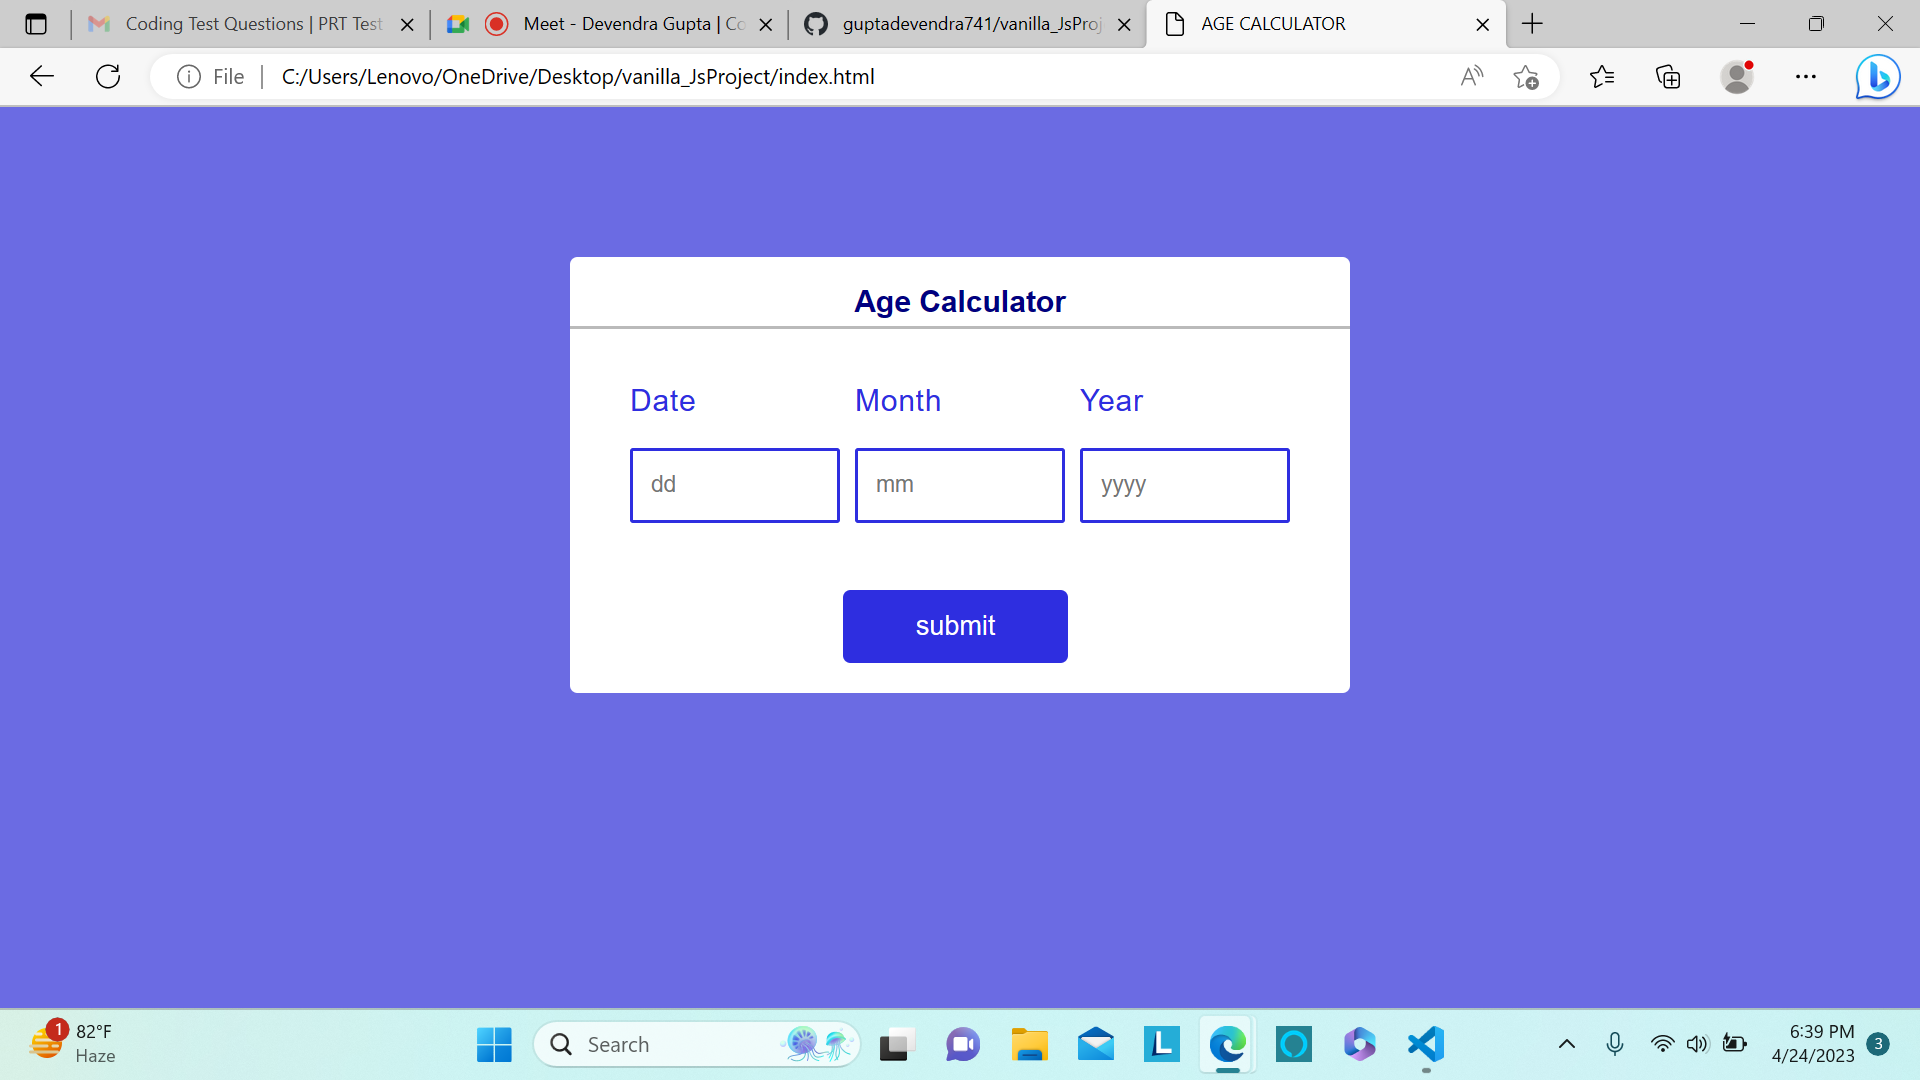 Coding Test Questions | PRT Test
Meet - Devendra Gupta | Co
guptadevendra741/vanilla_JsProj
AGE CALCULATOR
File
C:/Users/Lenovo/OneDrive/Desktop/vanilla_JsProject/index.html
Age Calculator
Date Month Year
dd mm yyyy
submit
1
82°F
Haze
Search
L
6:39 PM
4/24/2023
3